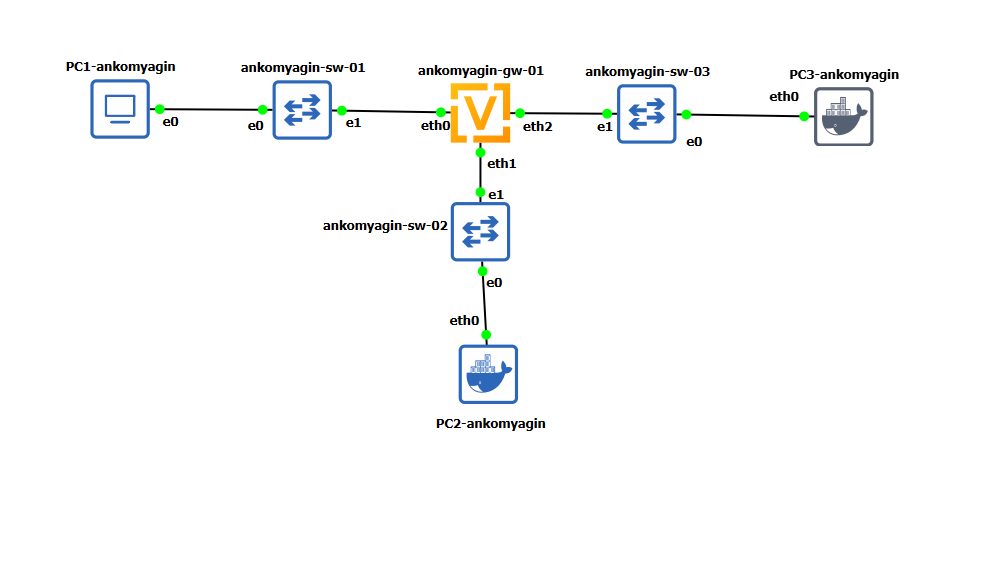 PC1-ankomyagin
ankomyagin-sw-01
ankomyagin-gw-01
ankomyagin-sw-03
PC3-ankomyagin
e0
e0
e1
eth0
V
eth2
e1
e0
eth0
eth1
e1
ankomyagin-sw-02
e0
eth0
PC2-ankomyagin